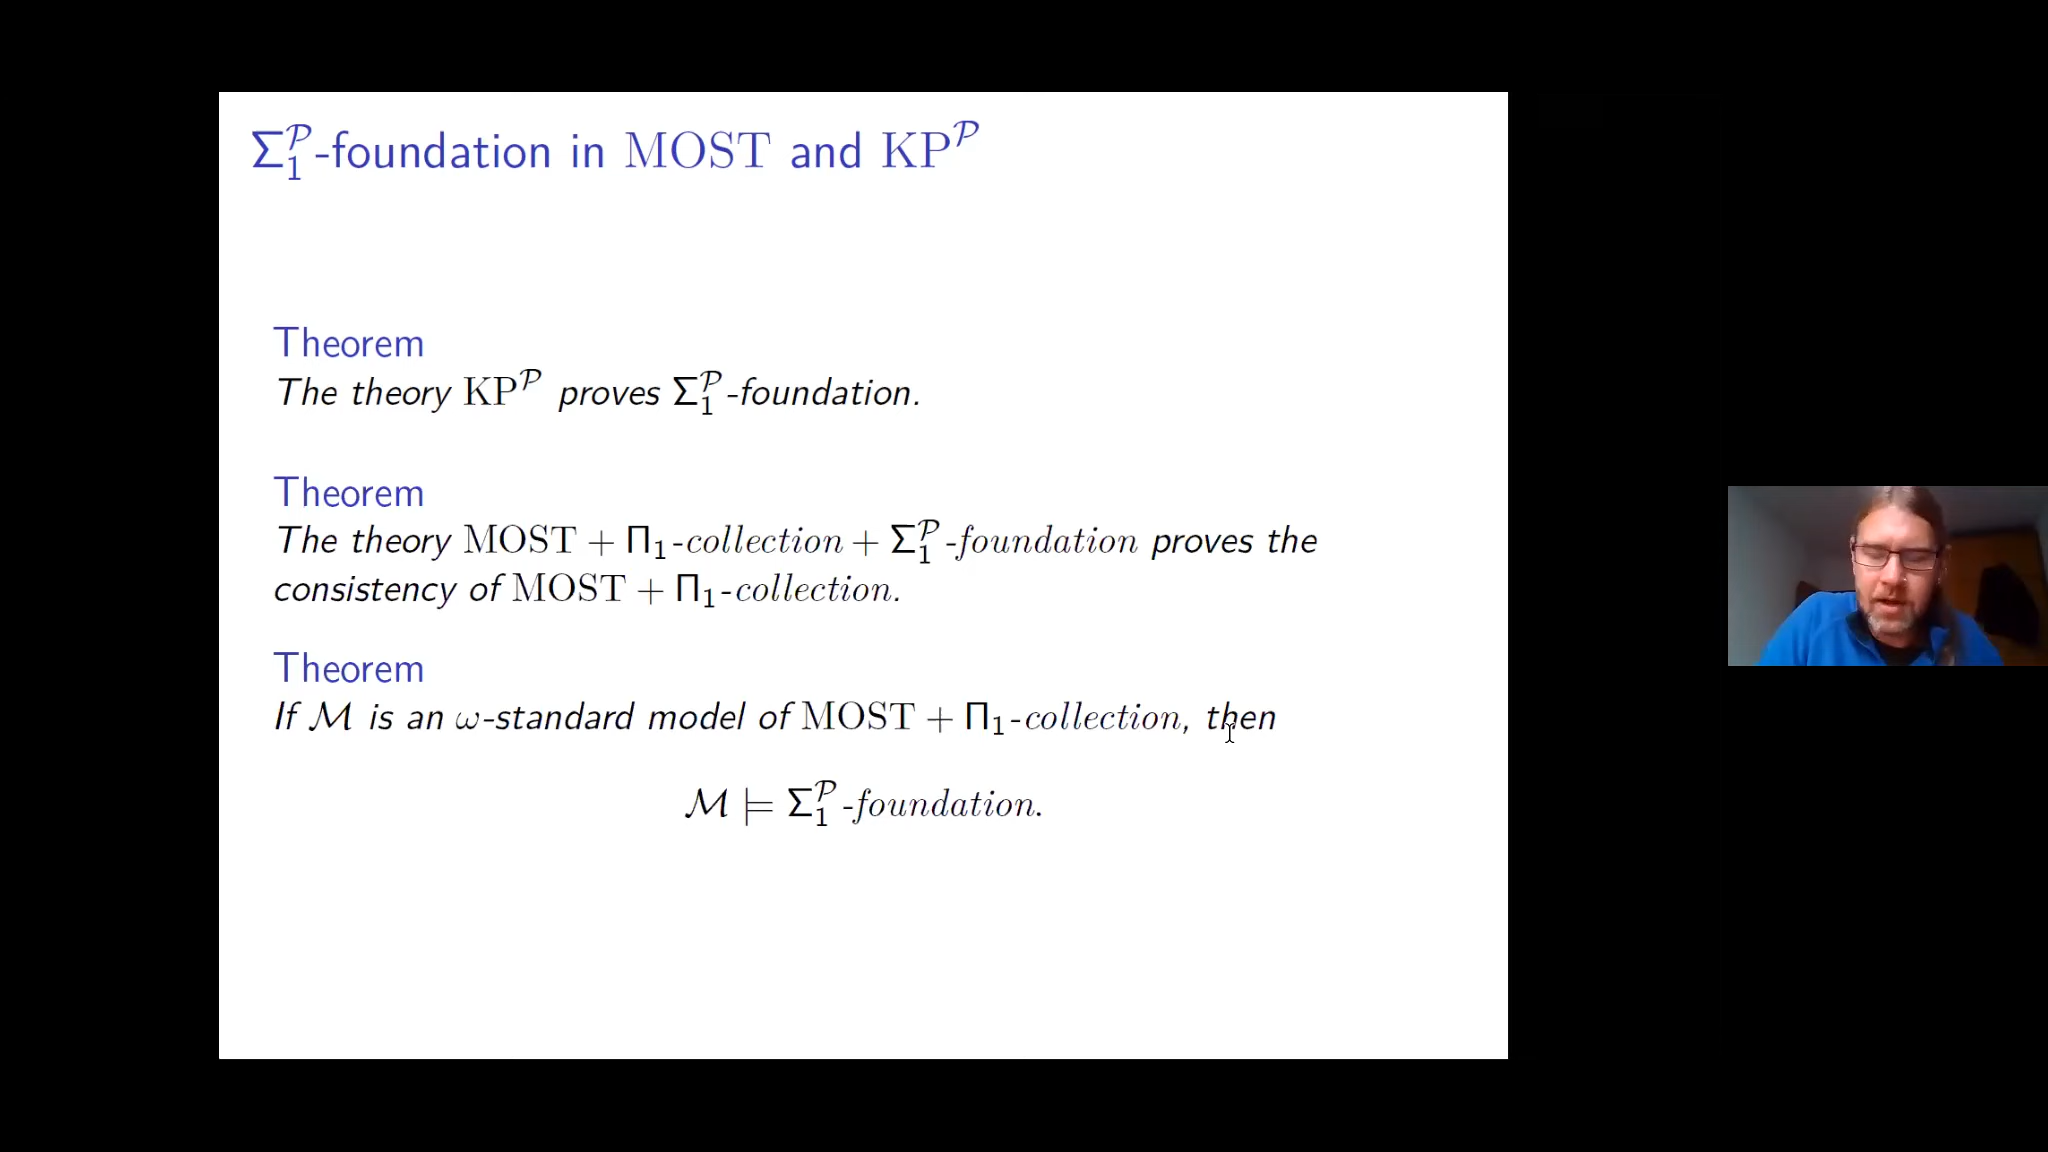 Σ₁^𝒫-foundation in MOST and KP^𝒫
Theorem
The theory KP^𝒫 proves Σ₁^𝒫-foundation.
Theorem
The theory MOST + Π₁-collection + Σ₁^𝒫-foundation proves the
consistency of MOST + Π₁-collection.
Theorem
If ℳ is an ω-standard model of MOST + Π₁-collection, then
ℳ ⊨ Σ₁^𝒫-foundation.